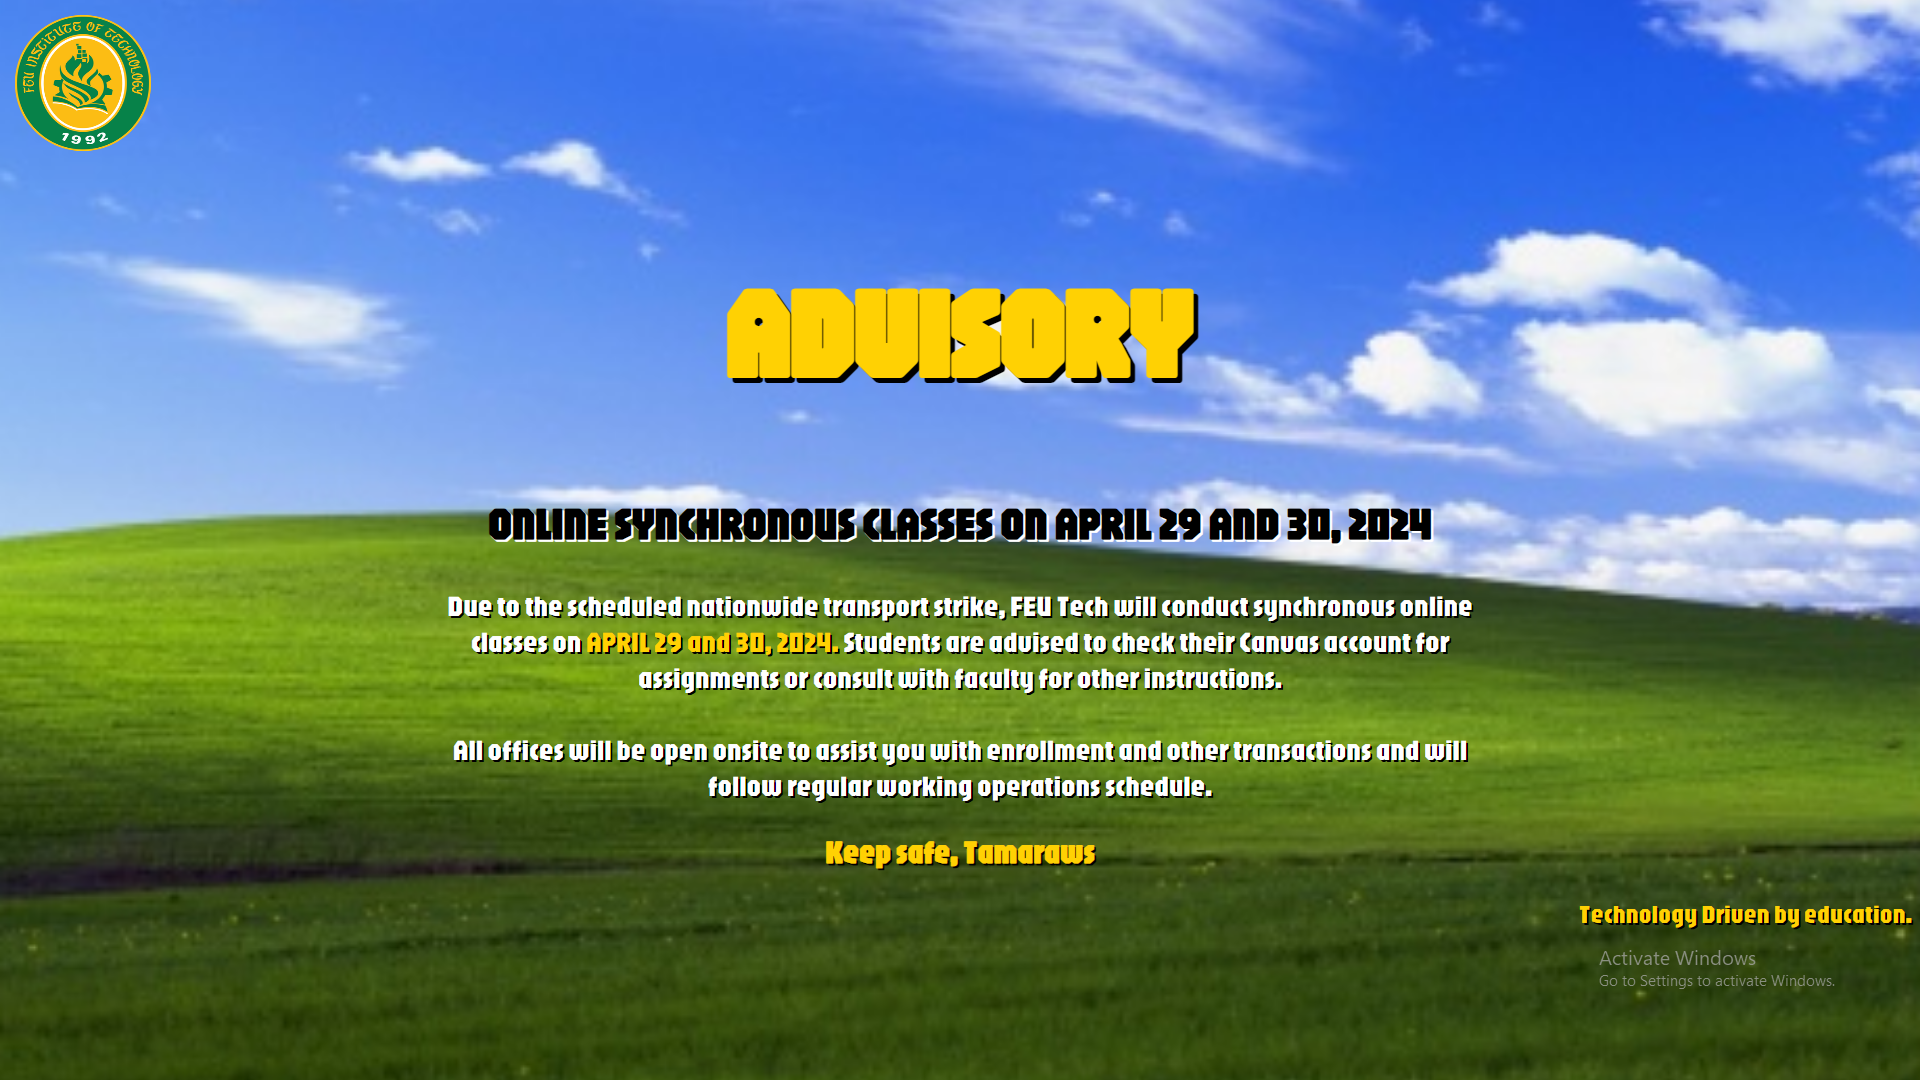 FEU INSTITUTE OF TECHNOLOGY
1992
ADVISORY
ONLINE SYNCHRONOUS CLASSES ON APRIL 29 AND 30, 2024
Due to the scheduled nationwide transport strike, FEU Tech will conduct synchronous online
classes on APRIL 29 and 30, 2024. Students are advised to check their Canvas account for
assignments or consult with faculty for other instructions.
All offices will be open onsite to assist you with enrollment and other transactions and will
follow regular working operations schedule.
Keep safe, Tamaraws
Technology Driven by education.
Activate Windows
Go to Settings to activate Windows.